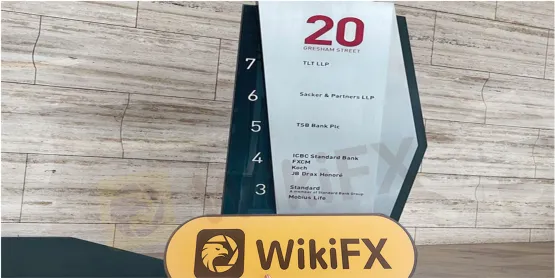 20
GRESHAM STREET
7 TLT LLP
6 Sacker & Partners LLP
5 TSB Bank Plc
4 ICBC Standard Bank
FXCM
Koch
JB Drax Honoré
3 Standard
A member of Standard Bank Group
Mobius Life
WikiFX
WikiFX